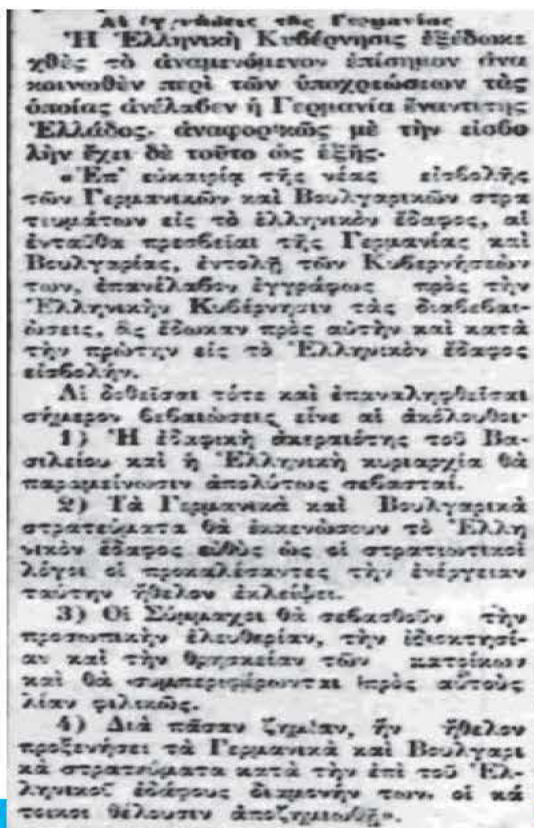 Αἱ ἐγγυήσεις τῆς Γερμανίας
Ἡ Ἑλληνικὴ Κυβέρνησις ἐξέδωκε
χθὲς τὸ ἀναμενόμενον ἐπίσημον ἀνα
κοινωθὲν περὶ τῶν ὑποχρεώσεων τὰς
ὁποίας ἀνέλαβεν ἡ Γερμανία ἔναντι τῆς
Ἑλλάδος, ἀναφορικῶς μὲ τὴν εἰσβο
λὴν ἔχει δὲ τοῦτο ὡς ἑξῆς·
«Ἐπ' εὐκαιρίᾳ τῆς νέας εἰσβολῆς
τῶν Γερμανικῶν καὶ Βουλγαρικῶν στρα
τευμάτων εἰς τὸ ἑλληνικὸν ἔδαφος, αἱ
ἐνταῦθα πρεσβεῖαι τῆς Γερμανίας καὶ
Βουλγαρίας, ἐντολῇ τῶν Κυβερνήσεών
των, ἐπανέλαβον ἐγγράφως πρὸς τὴν
Ἑλληνικὴν Κυβέρνησιν τὰς διαβεβαι-
ώσεις, ἃς ἔδωκαν πρὸς αὐτὴν καὶ κατὰ
τὴν πρώτην εἰς τὸ Ἑλληνικὸν ἔδαφος
εἰσβολήν.
Αἱ δοθεῖσαι τότε καὶ ἐπαναληφθεῖσαι
σήμερον βεβαιώσεις εἶνε αἱ ἀκόλουθοι·
1) Ἡ ἐδαφικὴ ἀκεραιότης τοῦ Βα-
σιλείου καὶ ἡ Ἑλληνικὴ κυριαρχία θὰ
παραμείνωσιν ἀπολύτως σεβασταί.
2) Τὰ Γερμανικὰ καὶ Βουλγαρικὰ
στρατεύματα θὰ ἐκκενώσουν τὸ Ἑλλη
νικὸν ἔδαφος εὐθὺς ὡς οἱ στρατιωτικοὶ
λόγοι οἱ προκαλέσαντες τὴν ἐνέργειαν
ταύτην ἤθελον ἐκλείψει.
3) Οἱ Σύμμαχοι θὰ σεβασθοῦν τὴν
προσωπικὴν ἐλευθερίαν, τὴν ἰδιοκτησί-
αν καὶ τὴν θρησκείαν τῶν κατοίκων
καὶ θὰ συμπεριφέρωνται πρὸς αὐτοὺς
λίαν φιλικῶς.
4) Διὰ πᾶσαν ζημίαν, ἣν ἤθελον
προξενήσει τὰ Γερμανικὰ καὶ Βουλγαρι
κὰ στρατεύματα κατὰ τὴν ἐπὶ τοῦ Ἑλ-
ληνικοῦ ἐδάφους διαμονήν των, οἱ κά
τοικοι θέλουσιν ἀποζημιωθῆ».